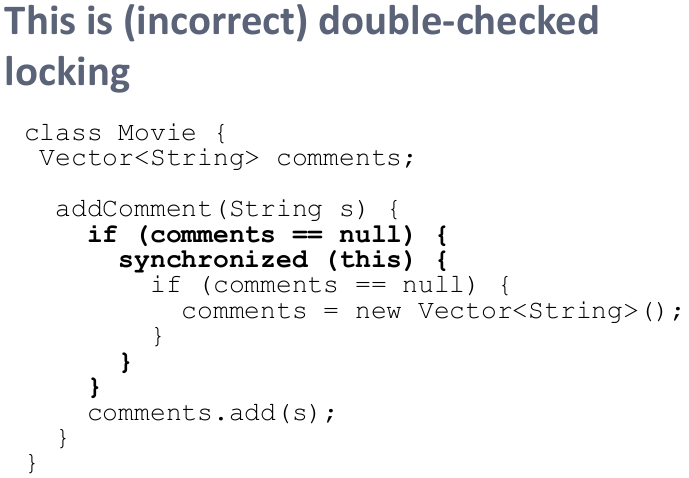 This is (incorrect) double-checked
locking
class Movie {
Vector<String> comments;
addComment(String s) {
if (comments == null) {
synchronized (this) {
if (comments == null) {
comments = new Vector<String>();
}
}
}
comments.add(s);
}
}